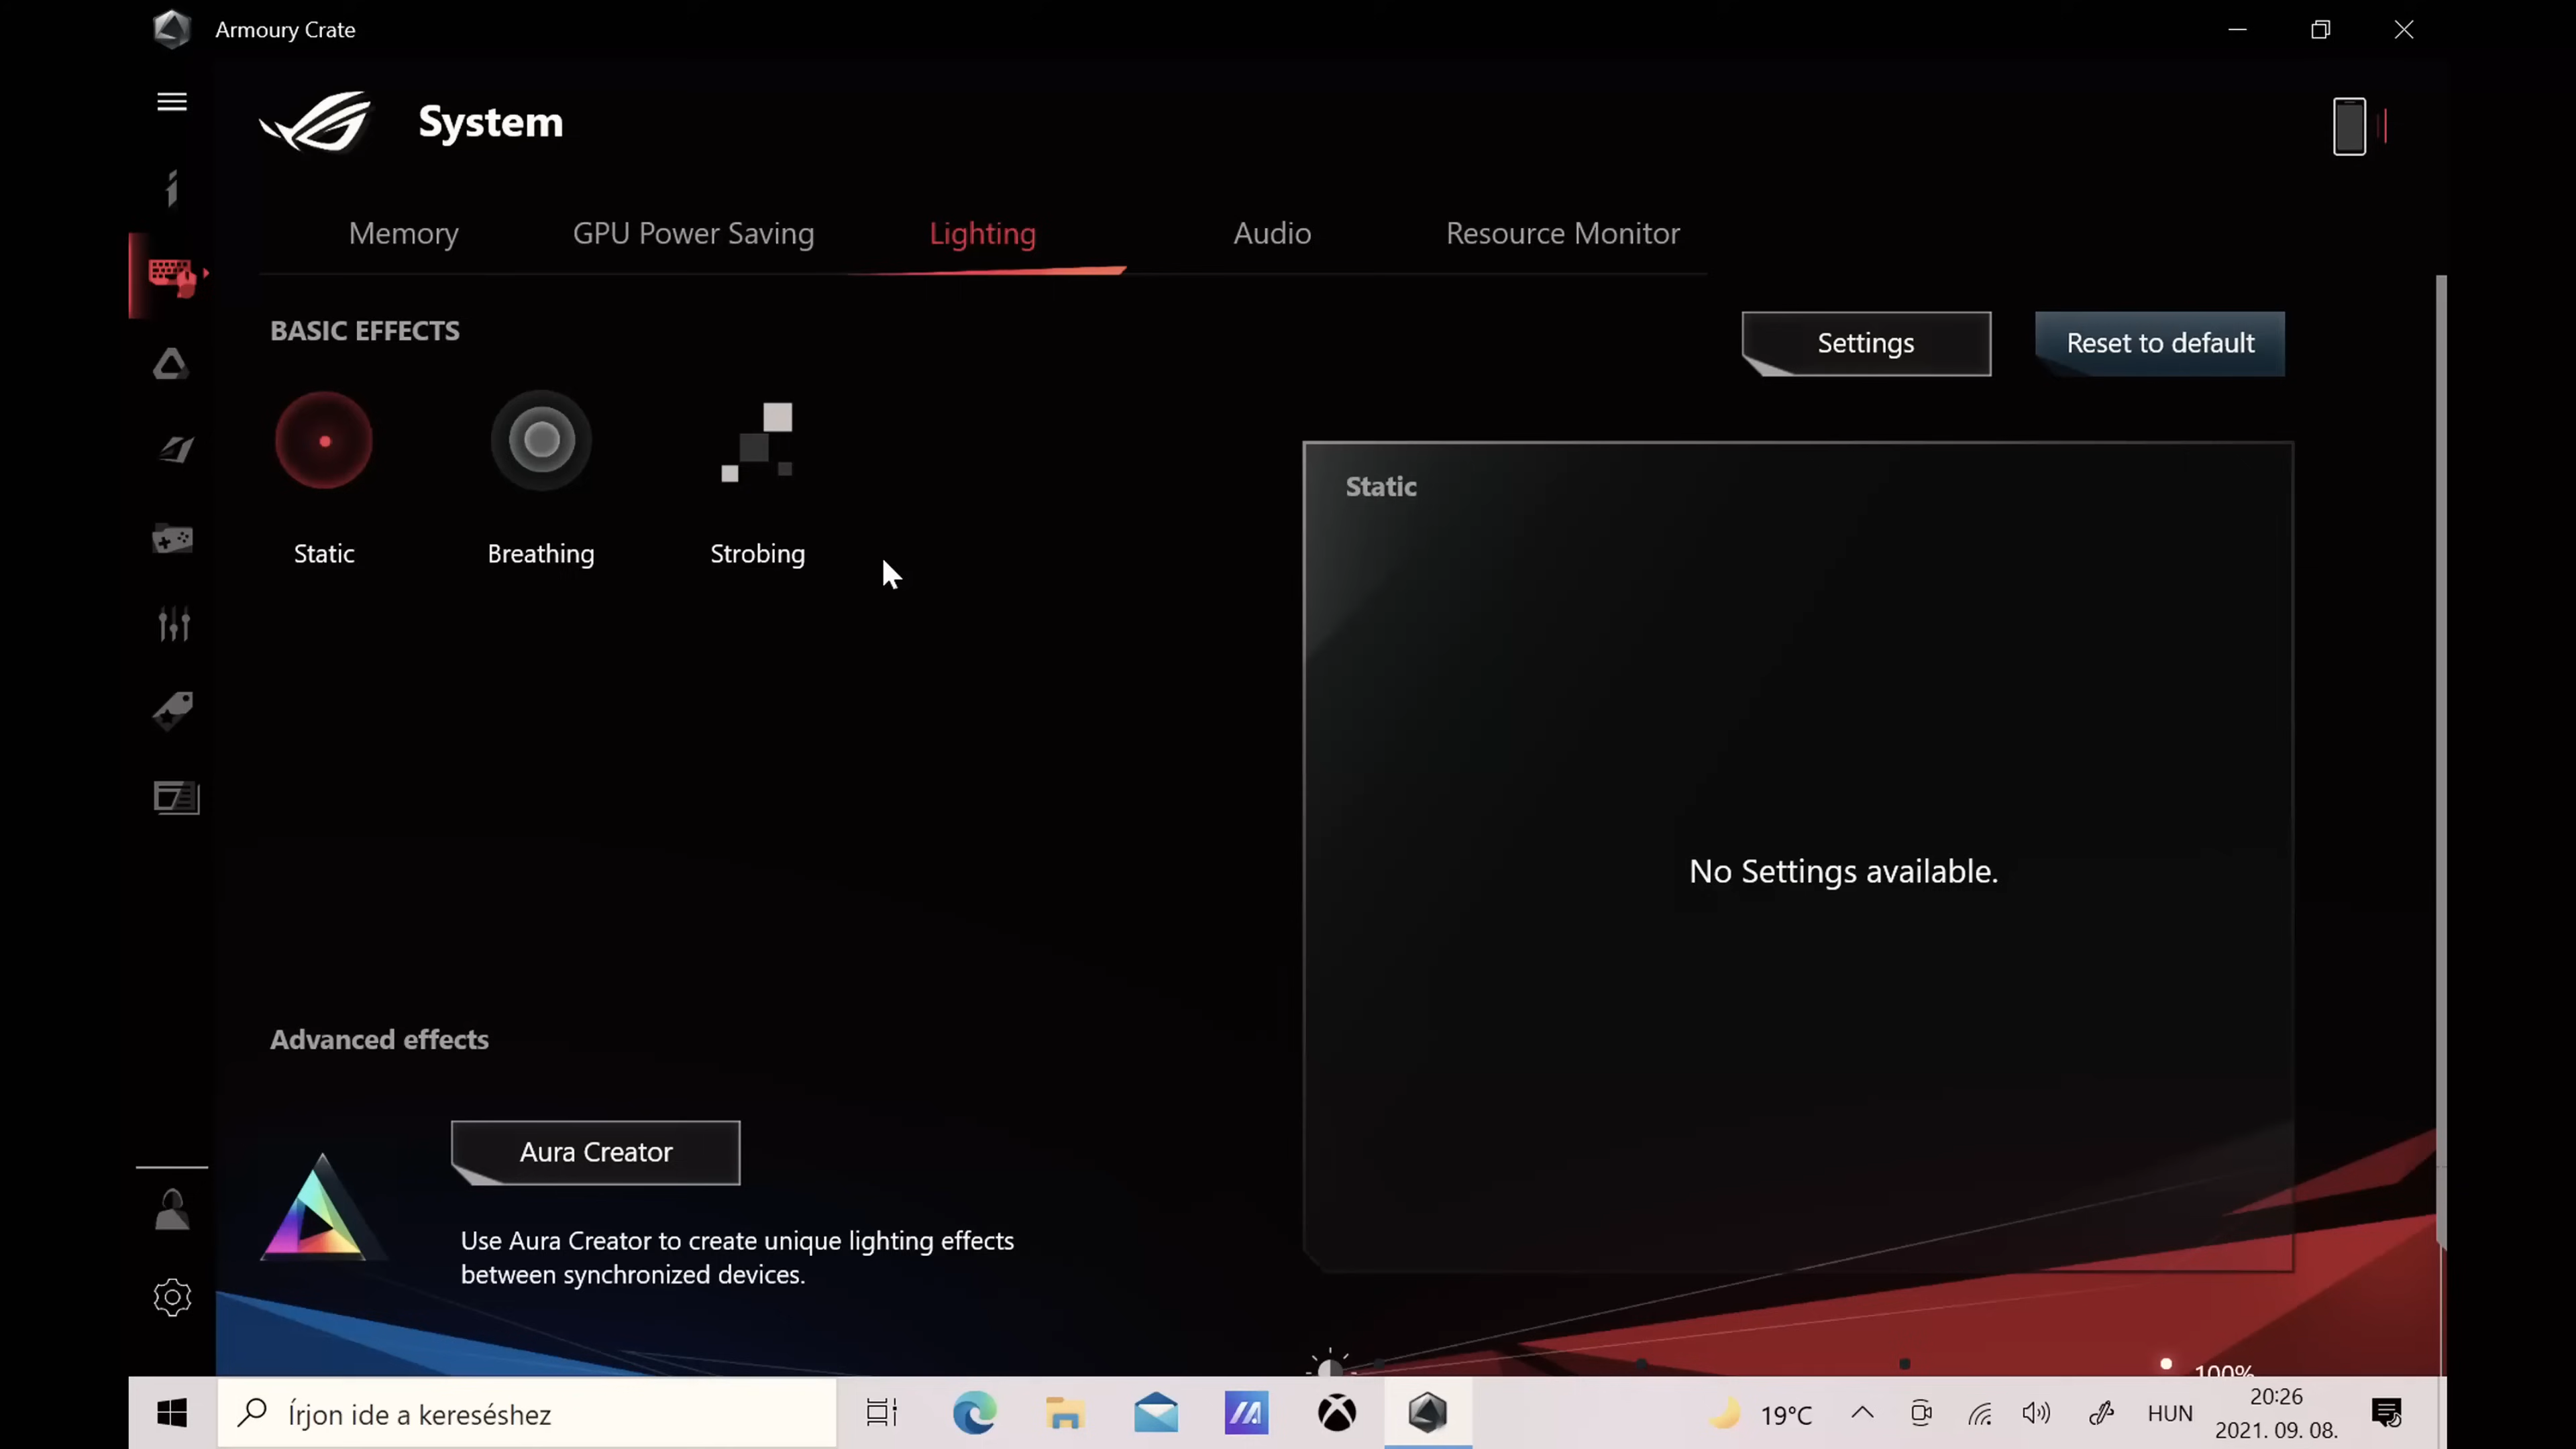 Armoury Crate
System
Memory
GPU Power Saving
Lighting
Audio
Resource Monitor
BASIC EFFECTS
Settings
Reset to default
Static
Breathing
Strobing
Static
No Settings available.
Advanced effects
Aura Creator
Use Aura Creator to create unique lighting effects
between synchronized devices.
100%
Írjon ide a kereséshez
19°C
HUN
20:26
2021. 09. 08.